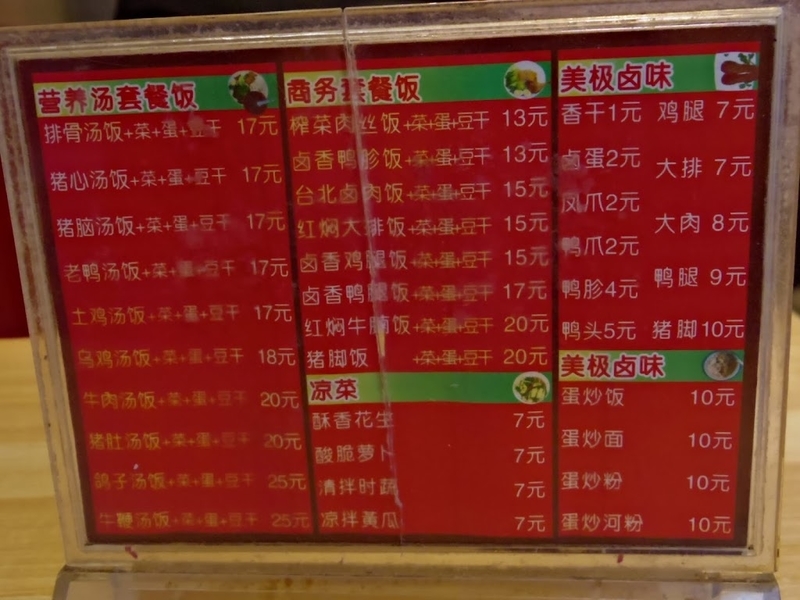 营养汤套餐饭
排骨汤饭+菜+蛋+豆干 17元
猪心汤饭+菜+蛋+豆干 17元
猪脑汤饭+菜+蛋+豆干 17元
老鸭汤饭+菜+蛋+豆干 17元
土鸡汤饭+菜+蛋+豆干 17元
乌鸡汤饭+菜+蛋+豆干 18元
牛肉汤饭+菜+蛋+豆干 20元
猪肚汤饭+菜+蛋+豆干 20元
鸽子汤饭+菜+蛋+豆干 25元
牛鞭汤饭+菜+蛋+豆干 25元
商务套餐饭
榨菜肉丝饭+菜+蛋+豆干 13元
卤香鸭胗饭+菜+蛋+豆干 13元
台北卤肉饭+菜+蛋+豆干 15元
红焖大排饭+菜+蛋+豆干 15元
卤香鸡腿饭+菜+蛋+豆干 15元
卤香鸭腿饭+菜+蛋+豆干 17元
红焖牛腩饭+菜+蛋+豆干 20元
猪脚饭 +菜+蛋+豆干 20元
凉菜
酥香花生 7元
酸脆萝卜 7元
清拌时蔬 7元
凉拌黄瓜 7元
美极卤味
香干1元 鸡腿 7元
卤蛋2元 大排 7元
凤爪2元 大肉 8元
鸭爪2元 鸭腿 9元
鸭胗4元 猪脚10元
鸭头5元
美极卤味
蛋炒饭 10元
蛋炒面 10元
蛋炒粉 10元
蛋炒河粉 10元